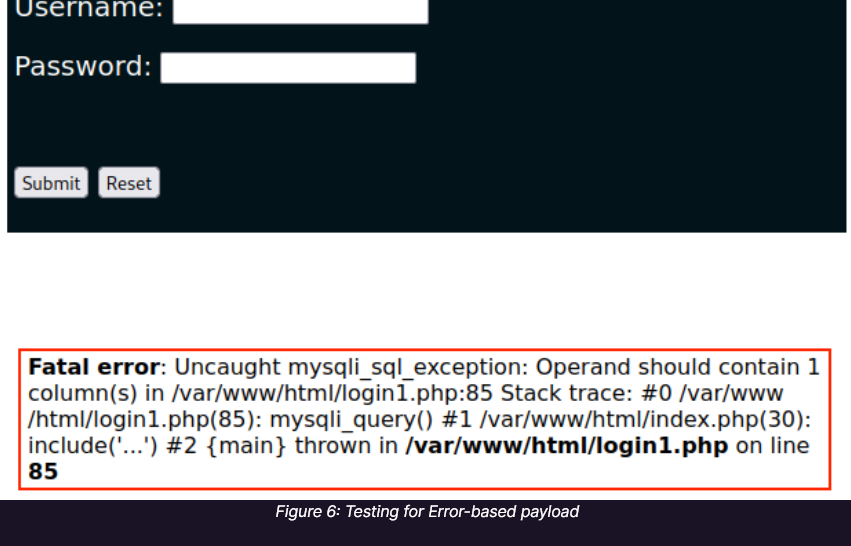 Username:
Password:
Submit Reset
Fatal error: Uncaught mysqli_sql_exception: Operand should contain 1
column(s) in /var/www/html/login1.php:85 Stack trace: #0 /var/www
/html/login1.php(85): mysqli_query() #1 /var/www/html/index.php(30):
include('...') #2 {main} thrown in /var/www/html/login1.php on line
85
Figure 6: Testing for Error-based payload